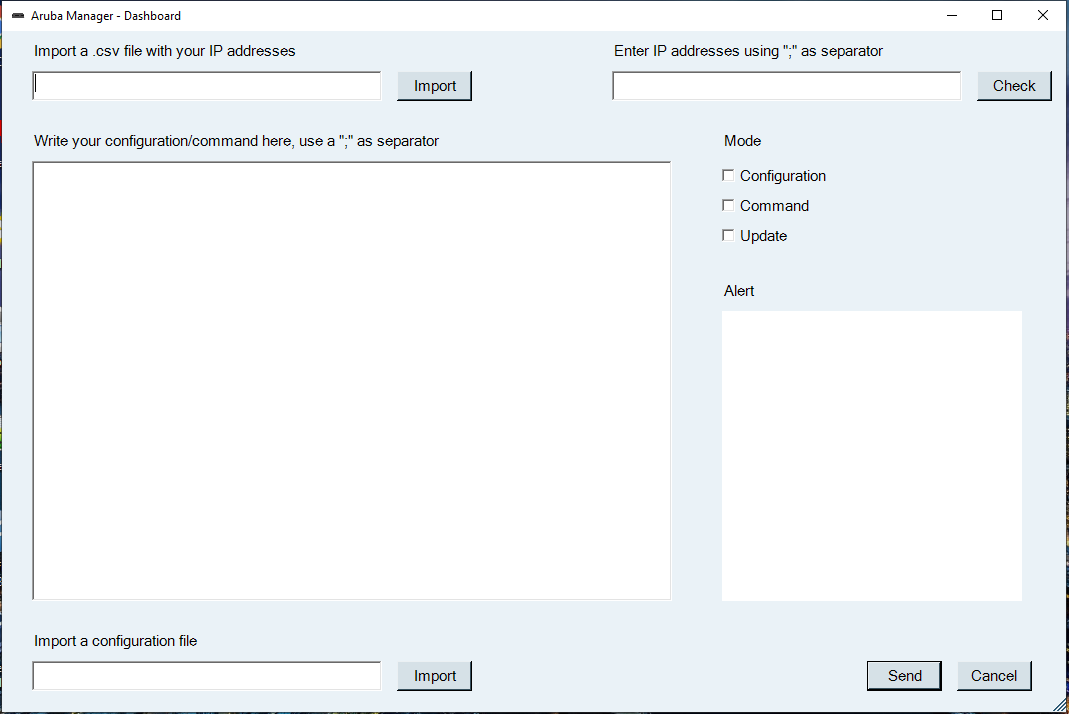 Aruba Manager - Dashboard
Import a .csv file with your IP addresses
Import
Enter IP addresses using ";" as separator
Check
Write your configuration/command here, use a ";" as separator
Mode
Configuration
Command
Update
Alert
Import a configuration file
Import
Send
Cancel